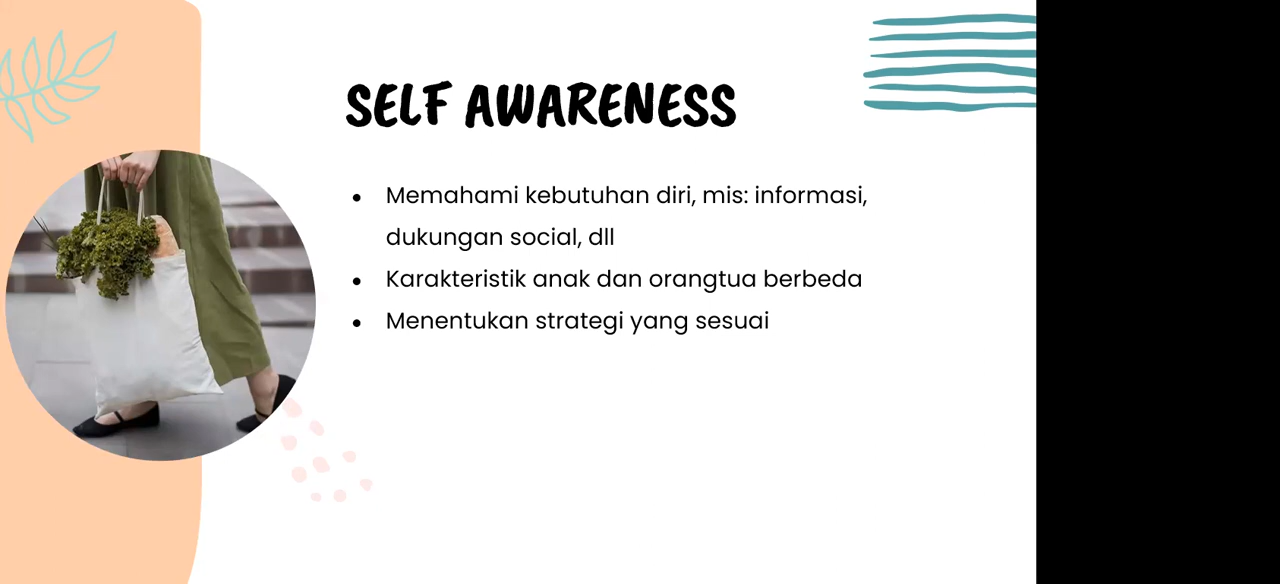 SELF AWARENESS
• Memahami kebutuhan diri, mis: informasi,
dukungan social, dll
• Karakteristik anak dan orangtua berbeda
• Menentukan strategi yang sesuai